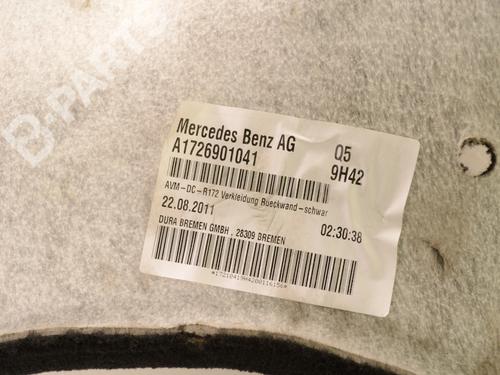 B-PARTS
Mercedes Benz AG Q5
A1726901041 9H42
AVM-DC-R172 Verkleidung Rueckwand-schwar
22.08.2011 02:30:38
DURA BREMEN GMBH , 28309 BREMEN
*17210419H4200116156*